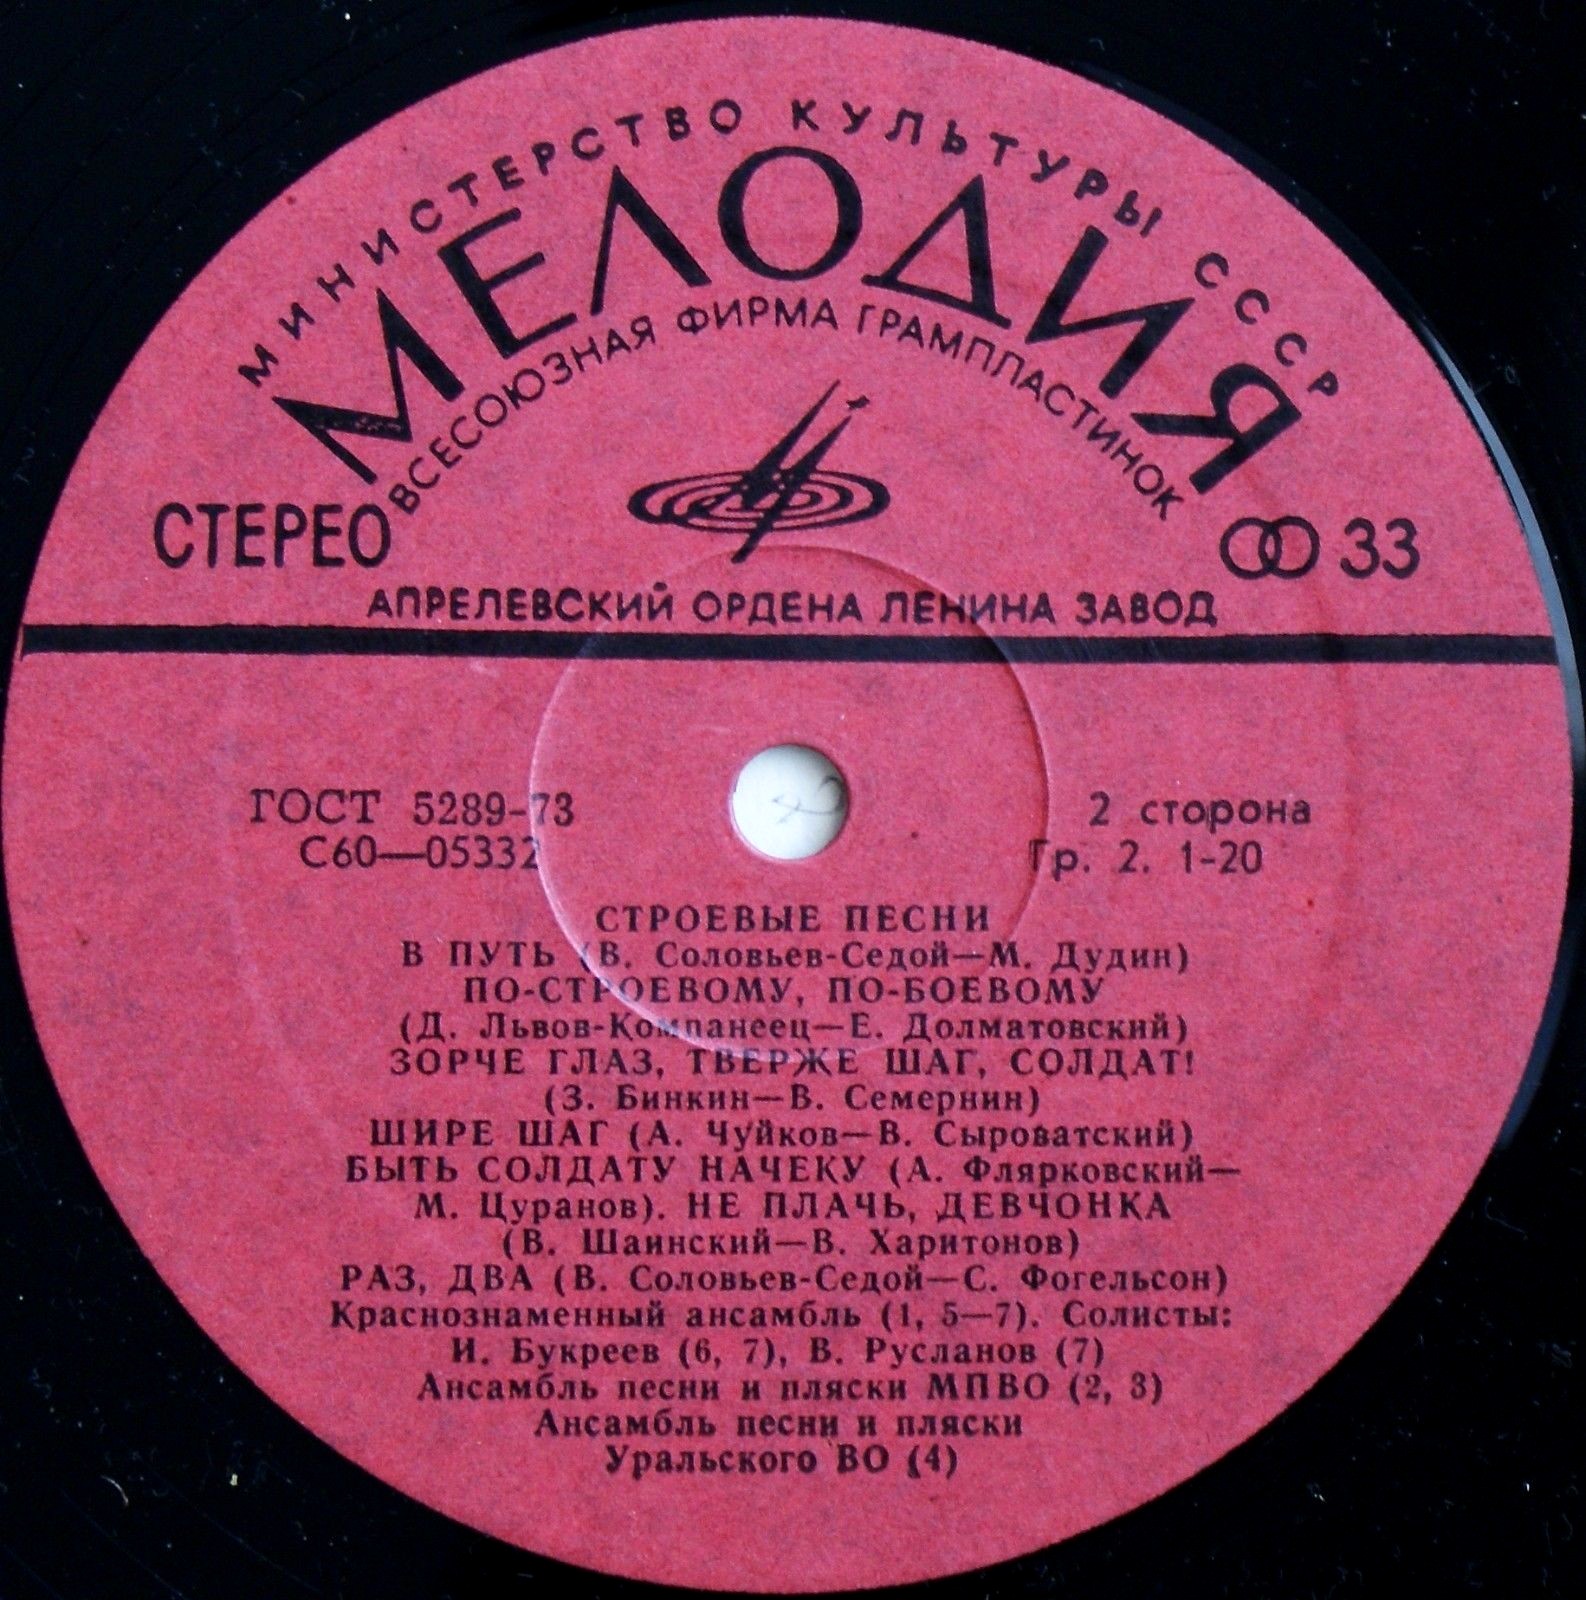 МИНИСТЕРСТВО КУЛЬТУРЫ СССР
МЕЛОДИЯ
ВСЕСОЮЗНАЯ ФИРМА ГРАМПЛАСТИНОК
СТЕРЕО
33
АПРЕЛЕВСКИЙ ОРДЕНА ЛЕНИНА ЗАВОД
ГОСТ 5289-73
2 сторона
С60—05332
Гр. 2. 1-20
СТРОЕВЫЕ ПЕСНИ
В ПУТЬ (В. Соловьев-Седой—М. Дудин)
ПО-СТРОЕВОМУ, ПО-БОЕВОМУ
(Д. Львов-Компанеец—Е. Долматовский)
ЗОРЧЕ ГЛАЗ, ТВЕРЖЕ ШАГ, СОЛДАТ!
(З. Бинкин—В. Семернин)
ШИРЕ ШАГ (А. Чуйков—В. Сыроватский)
БЫТЬ СОЛДАТУ НАЧЕКУ (А. Флярковский—
М. Цуранов). НЕ ПЛАЧЬ, ДЕВЧОНКА
(В. Шаинский—В. Харитонов)
РАЗ, ДВА (В. Соловьев-Седой—С. Фогельсон)
Краснознаменный ансамбль (1, 5—7). Солисты:
И. Букреев (6, 7), В. Русланов (7)
Ансамбль песни и пляски МПВО (2, 3)
Ансамбль песни и пляски
Уральского ВО (4)